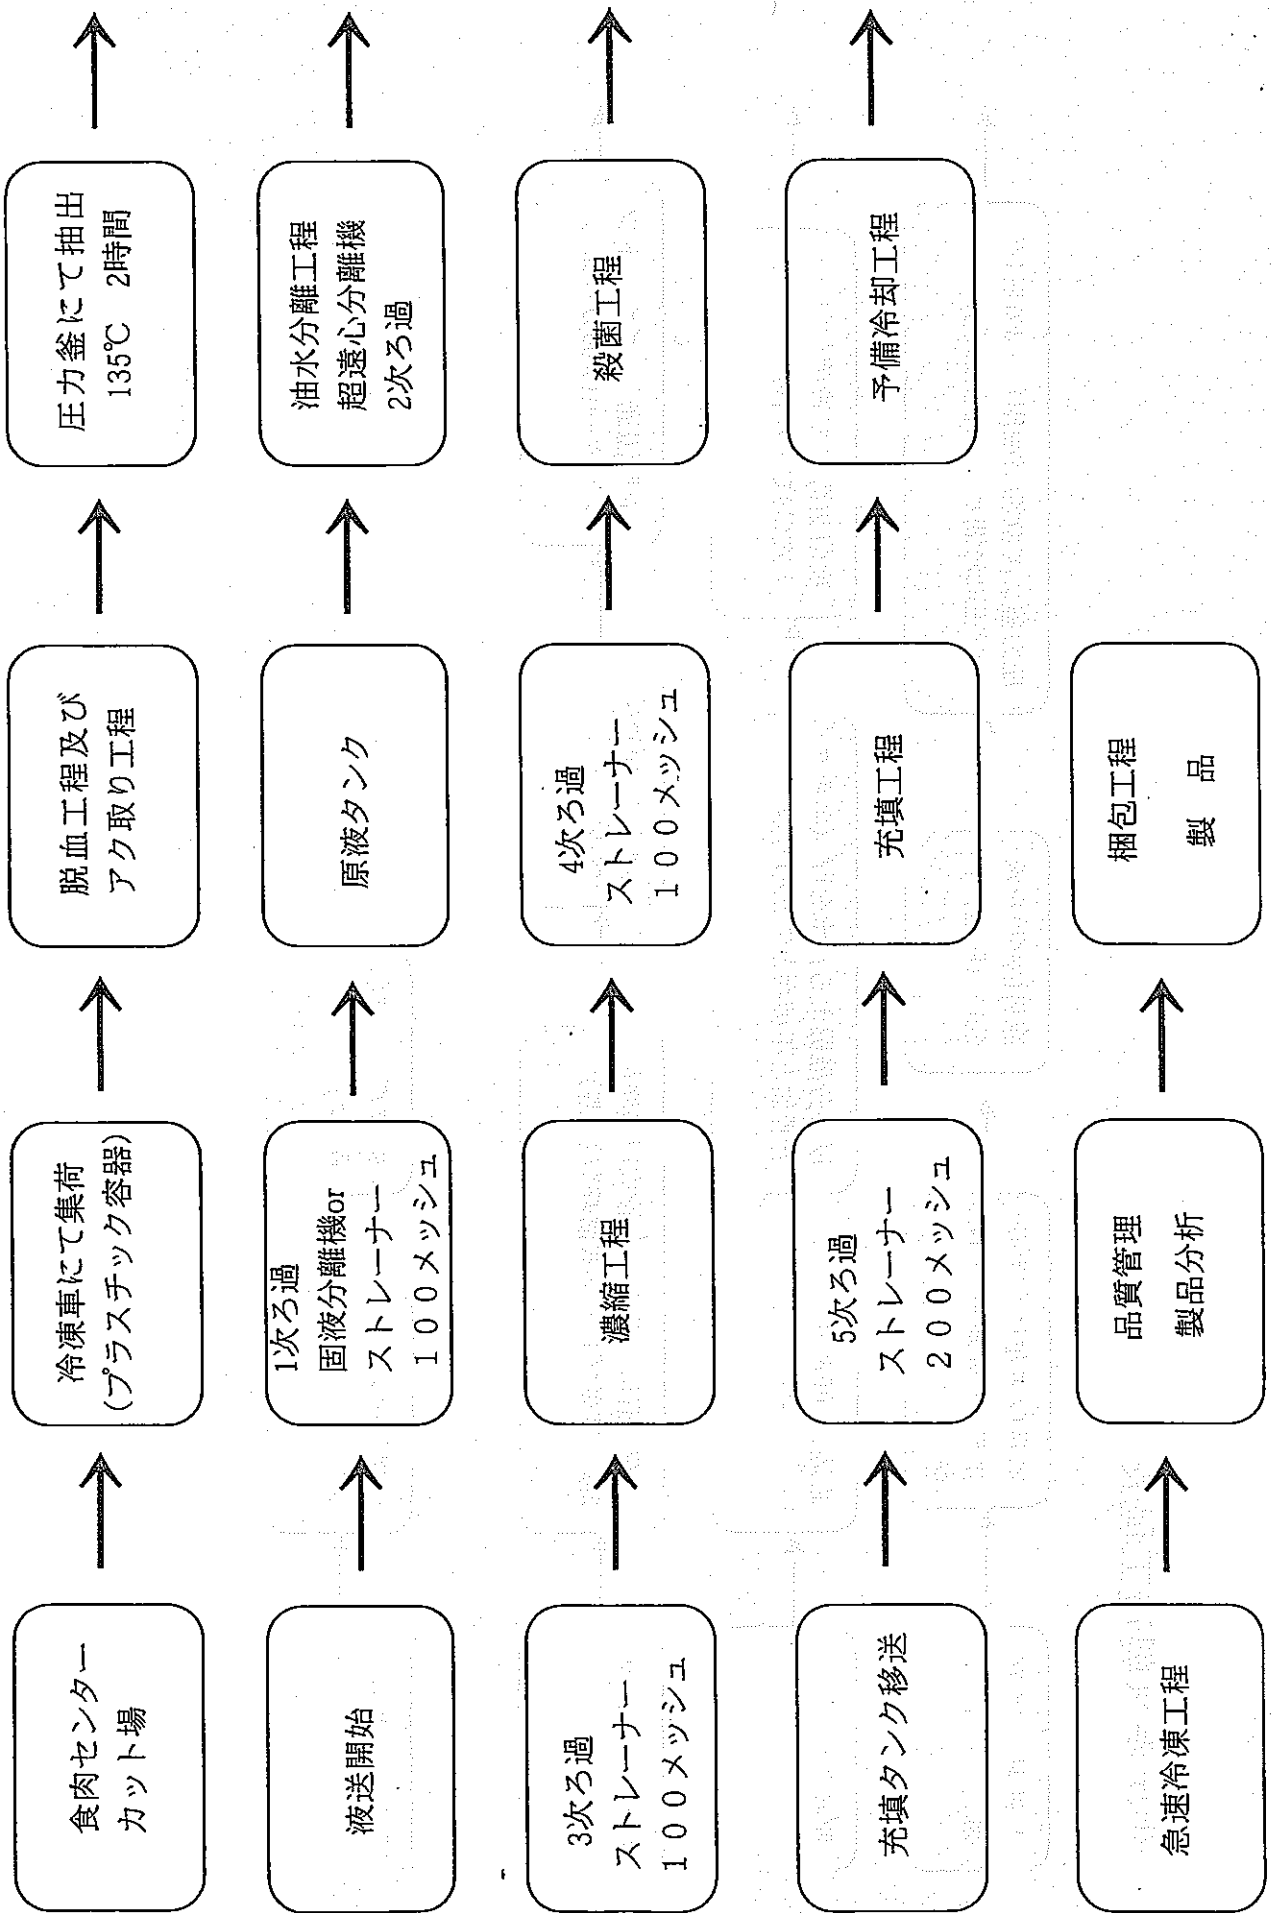 食肉センター
カット場
冷凍車にて集荷
(プラスチック容器)
脱血工程及び
アク取り工程
圧力釜にて抽出
135℃ 2時間
液送開始
1次ろ過
固液分離機or
ストレーナー
100メッシュ
原液タンク
油水分離工程
超遠心分離機
2次ろ過
3次ろ過
ストレーナー
100メッシュ
濃縮工程
4次ろ過
ストレーナー
100メッシュ
殺菌工程
充填タンク移送
5次ろ過
ストレーナー
200メッシュ
充填工程
予備冷却工程
急速冷凍工程
品質管理
製品分析
梱包工程
製 品